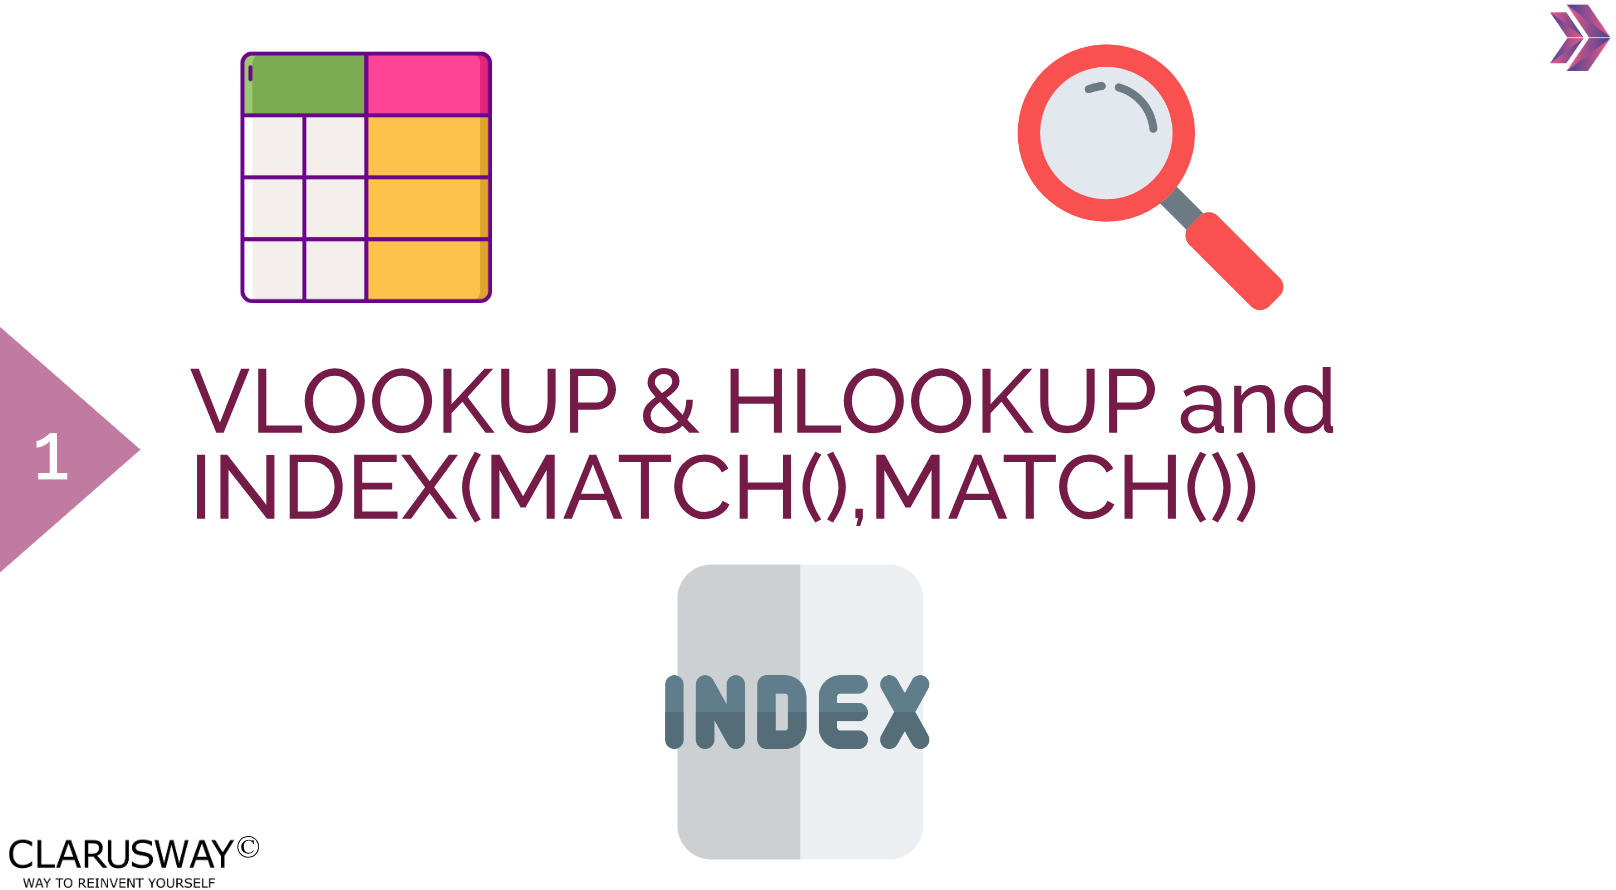 1
VLOOKUP & HLOOKUP and
INDEX(MATCH(),MATCH())
INDEX
CLARUSWAY©
WAY TO REINVENT YOURSELF